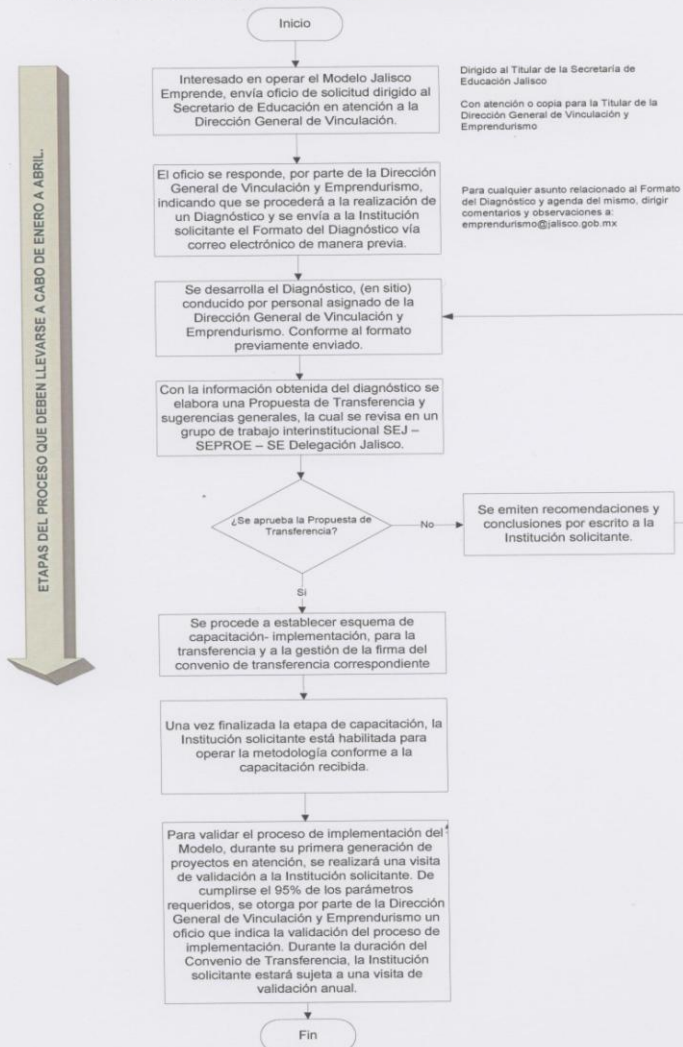 Inicio
ETAPAS DEL PROCESO QUE DEBEN LLEVARSE A CABO DE ENERO A ABRIL.
Interesado en operar el Modelo Jalisco
Emprende, envía oficio de solicitud dirigido al
Secretario de Educación en atención a la
Dirección General de Vinculación.
Dirigido al Titular de la Secretaría de
Educación Jalisco
Con atención o copia para la Titular de la
Dirección General de Vinculación y
Emprendurismo
El oficio se responde, por parte de la Dirección
General de Vinculación y Emprendurismo,
indicando que se procederá a la realización de
un Diagnóstico y se envía a la Institución
solicitante el Formato del Diagnóstico vía
correo electrónico de manera previa.
Para cualquier asunto relacionado al Formato
del Diagnóstico y agenda del mismo, dirigir
comentarios y observaciones a:
emprendurismo@jalisco.gob.mx
Se desarrolla el Diagnóstico, (en sitio)
conducido por personal asignado de la
Dirección General de Vinculación y
Emprendurismo. Conforme al formato
previamente enviado.
Con la información obtenida del diagnóstico se
elabora una Propuesta de Transferencia y
sugerencias generales, la cual se revisa en un
grupo de trabajo interinstitucional SEJ –
SEPROE – SE Delegación Jalisco.
¿Se aprueba la Propuesta de
Transferencia?
No
Se emiten recomendaciones y
conclusiones por escrito a la
Institución solicitante.
Si
Se procede a establecer esquema de
capacitación- implementación, para la
transferencia y a la gestión de la firma del
convenio de transferencia correspondiente
Una vez finalizada la etapa de capacitación, la
Institución solicitante está habilitada para
operar la metodología conforme a la
capacitación recibida.
Para validar el proceso de implementación del
Modelo, durante su primera generación de
proyectos en atención, se realizará una visita
de validación a la Institución solicitante. De
cumplirse el 95% de los parámetros
requeridos, se otorga por parte de la Dirección
General de Vinculación y Emprendurismo un
oficio que indica la validación del proceso de
implementación. Durante la duración del
Convenio de Transferencia, la Institución
solicitante estará sujeta a una visita de
validación anual.
Fin